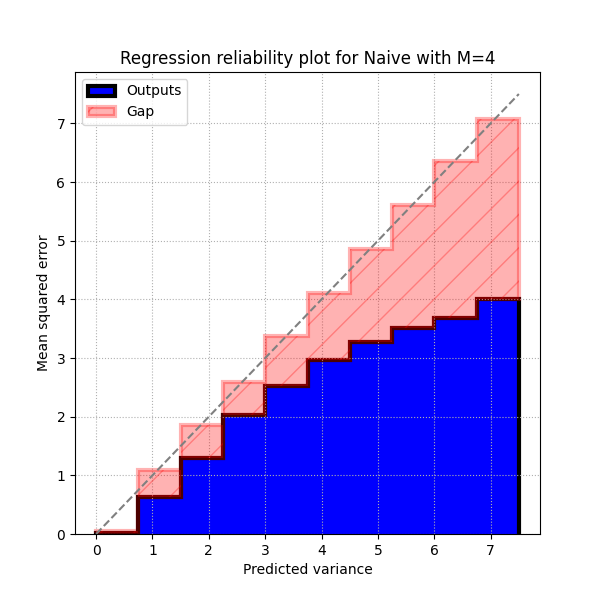 Regression reliability plot for Naive with M=4
Outputs
Gap
Mean squared error
7
6
5
4
3
2
1
0
0 1 2 3 4 5 6 7
Predicted variance